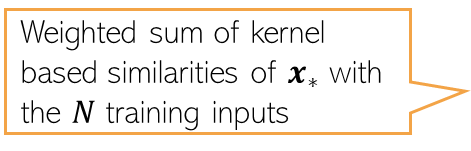 Weighted sum of kernel
based similarities of 𝒙∗ with
the 𝑵 training inputs